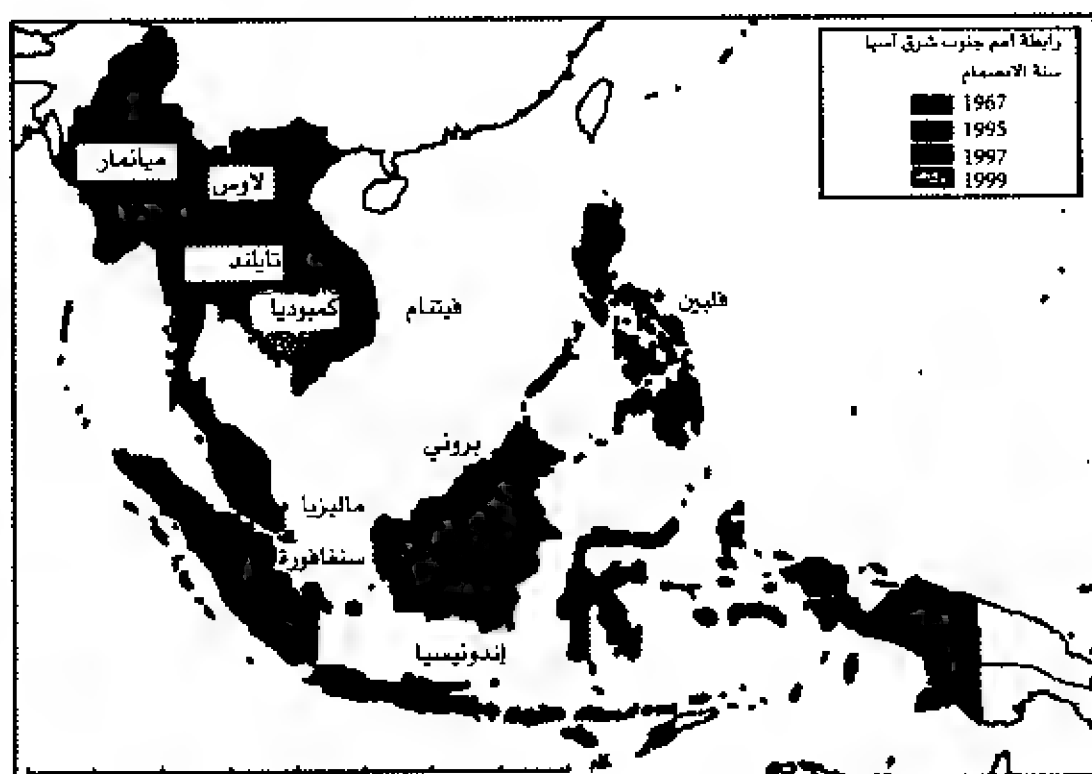 رابطة أمم جنوب شرق آسيا
سنة الانضمام
1967
1995
1997
1999
ميانمار
لاوس
تايلند
كمبوديا
فيتنام
فلبين
بروني
ماليزيا
سنغافورة
إندونيسيا